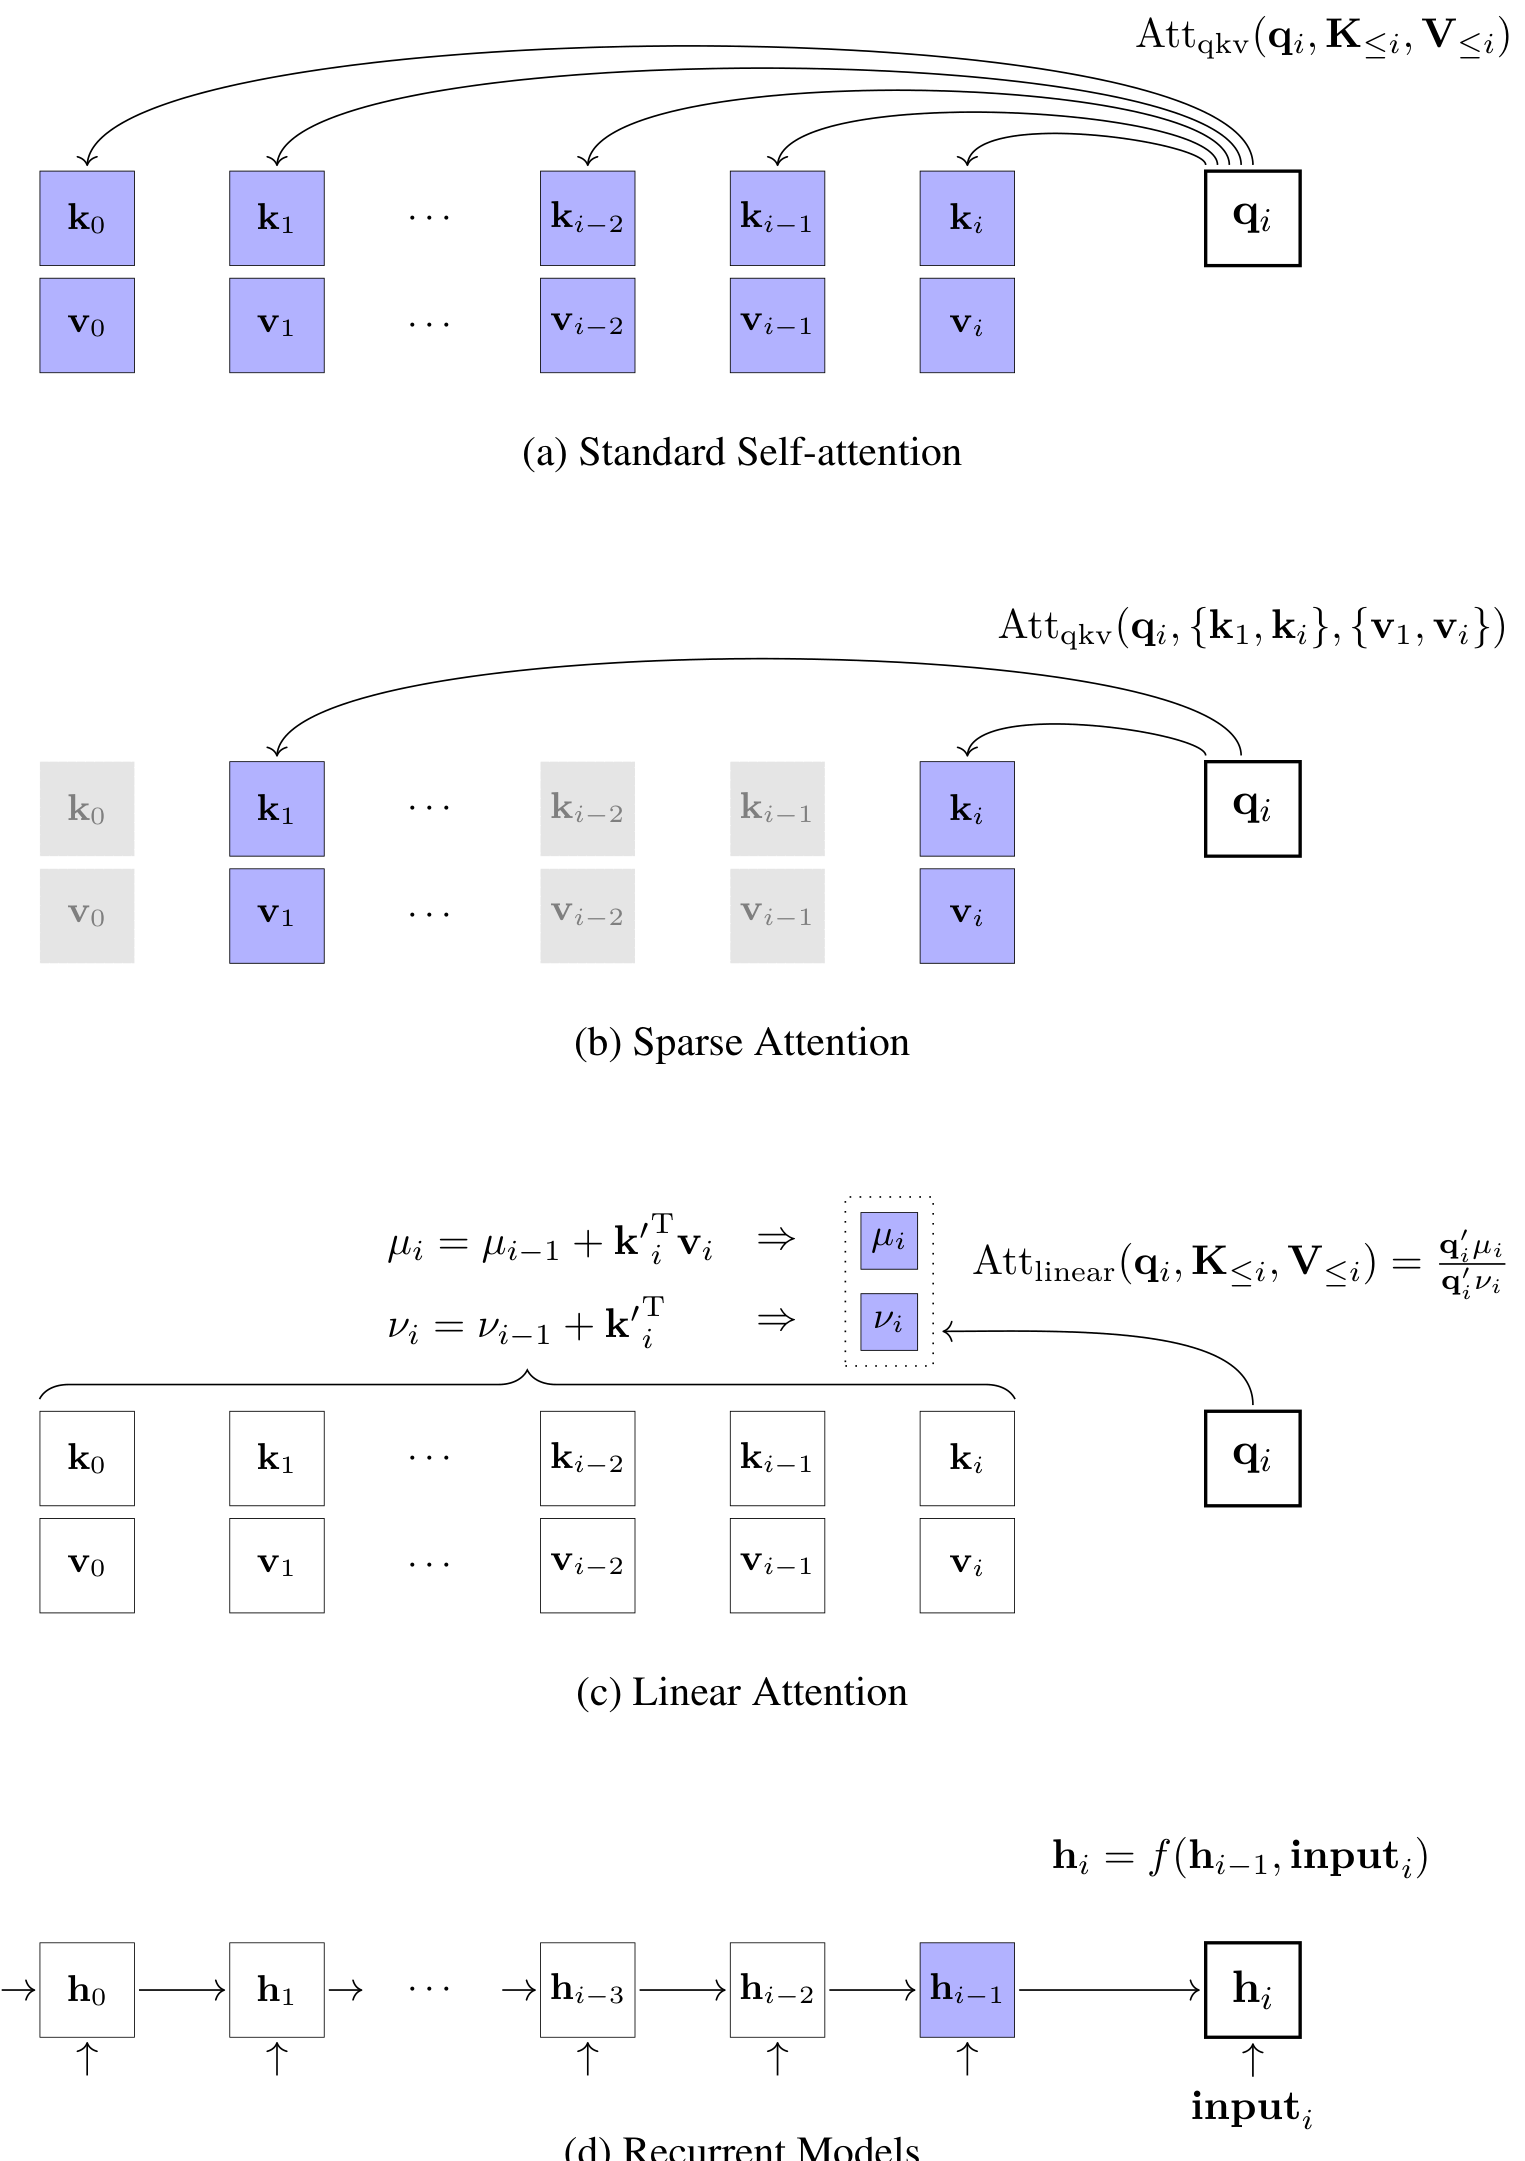 Att_qkv(q_i, K_≤i, V_≤i)
k_0 k_1 ··· k_{i−2} k_{i−1} k_i q_i
v_0 v_1 ··· v_{i−2} v_{i−1} v_i
(a) Standard Self-attention
Att_qkv(q_i, {k_1, k_i}, {v_1, v_i})
k_0 k_1 ··· k_{i−2} k_{i−1} k_i q_i
v_0 v_1 ··· v_{i−2} v_{i−1} v_i
(b) Sparse Attention
μ_i = μ_{i−1} + k'_i^T v_i ⇒ μ_i
Att_linear(q_i, K_≤i, V_≤i) = q'_i μ_i / q'_i ν_i
ν_i = ν_{i−1} + k'_i^T ⇒ ν_i
k_0 k_1 ··· k_{i−2} k_{i−1} k_i q_i
v_0 v_1 ··· v_{i−2} v_{i−1} v_i
(c) Linear Attention
h_i = f(h_{i−1}, input_i)
h_0 h_1 ··· h_{i−3} h_{i−2} h_{i−1} h_i
input_i
(d) Recurrent Models